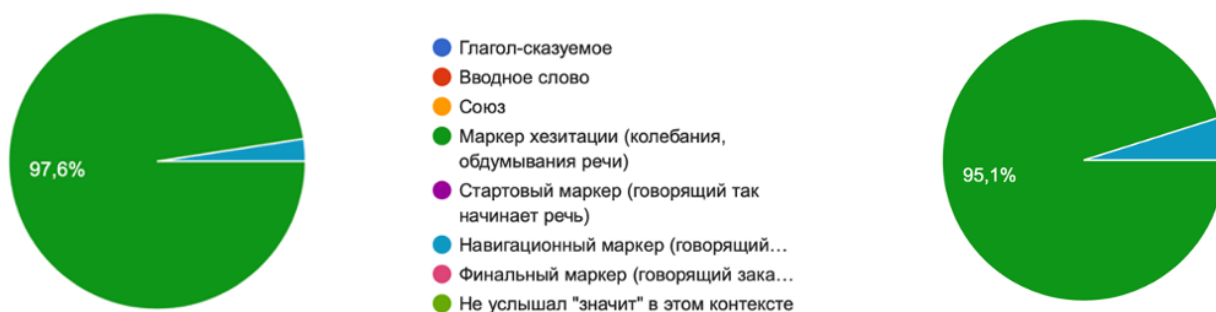 97,6%
Глагол-сказуемое
Вводное слово
Союз
Маркер хезитации (колебания,
обдумывания речи)
Стартовый маркер (говорящий так
начинает речь)
Навигационный маркер (говорящий…
Финальный маркер (говорящий зака…
Не услышал "значит" в этом контексте
95,1%